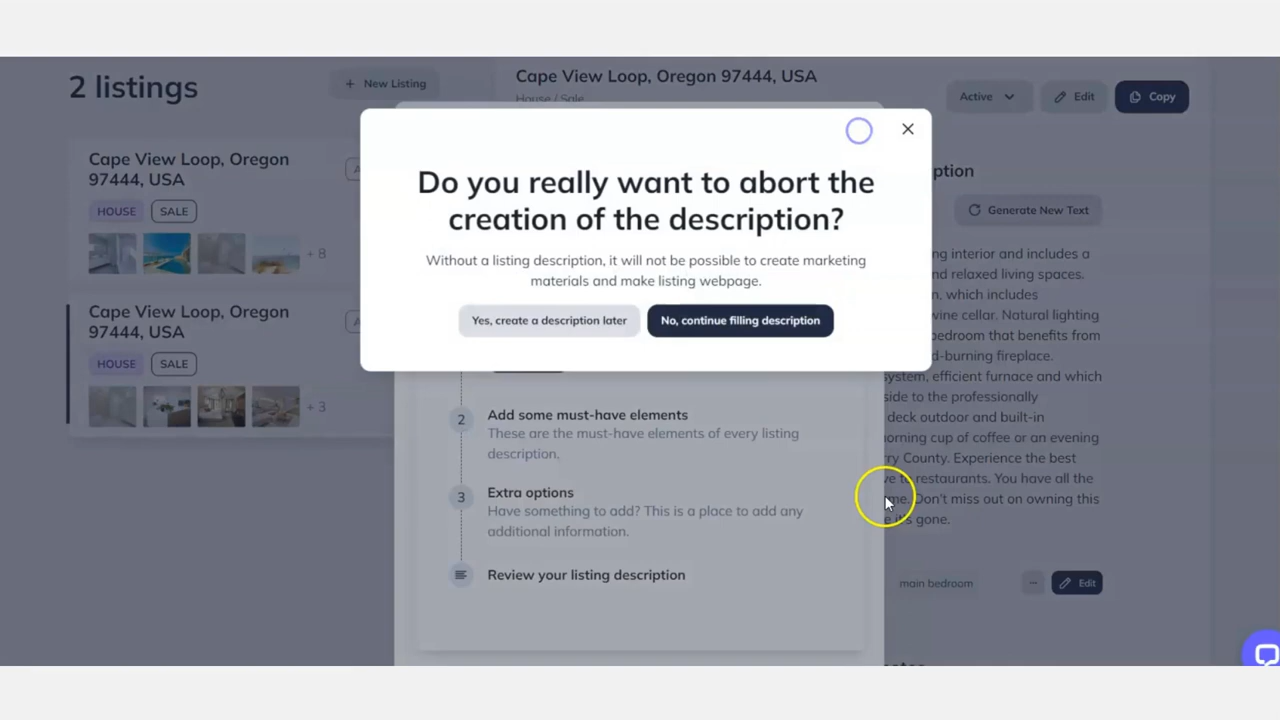 2 listings
+ New Listing
Cape View Loop, Oregon 97444, USA
House / Sale
Active
Edit
Copy
Cape View Loop, Oregon
97444, USA
HOUSE
SALE
+ 8
Cape View Loop, Oregon
97444, USA
HOUSE
SALE
+ 3
Do you really want to abort the
creation of the description?
Without a listing description, it will not be possible to create marketing
materials and make listing webpage.
Yes, create a description later
No, continue filling description
2
Add some must-have elements
These are the must-have elements of every listing
description.
3
Extra options
Have something to add? This is a place to add any
additional information.
Review your listing description
ption
Generate New Text
ng interior and includes a
nd relaxed living spaces.
n, which includes
wine cellar. Natural lighting
bedroom that benefits from
d-burning fireplace.
system, efficient furnace and which
side to the professionally
deck outdoor and built-in
morning cup of coffee or an evening
rry County. Experience the best
ve to restaurants. You have all the
me. Don't miss out on owning this
e it's gone.
main bedroom
Edit